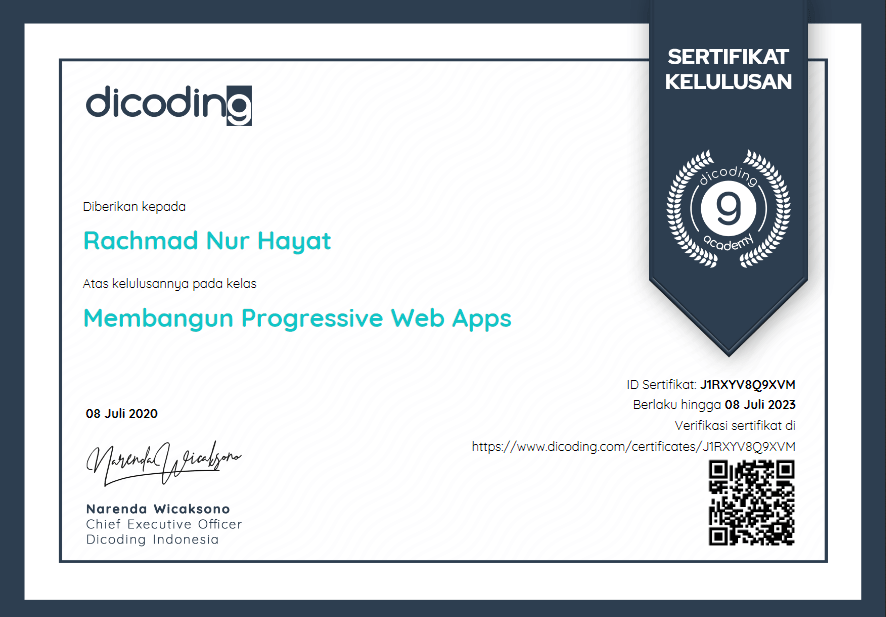 SERTIFIKAT
KELULUSAN
dicoding
dicoding
9
academy
Diberikan kepada
Rachmad Nur Hayat
Atas kelulusannya pada kelas
Membangun Progressive Web Apps
ID Sertifikat: J1RXYV8Q9XVM
Berlaku hingga 08 Juli 2023
Verifikasi sertifikat di
https://www.dicoding.com/certificates/J1RXYV8Q9XVM
08 Juli 2020
Narenda Wicaksono
Narenda Wicaksono
Chief Executive Officer
Dicoding Indonesia